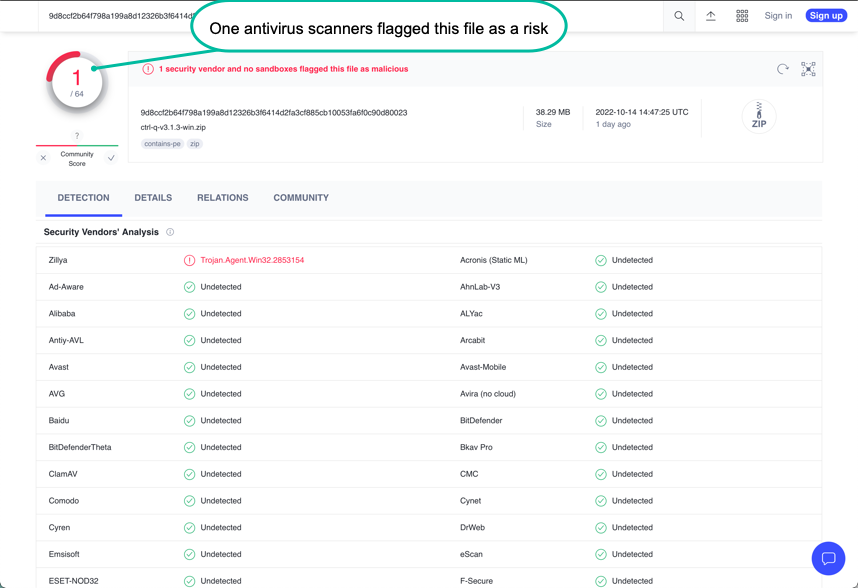 9d8ccf2b64f798a199a8d12326b3f6414d
One antivirus scanners flagged this file as a risk
Sign in
Sign up
1
/ 64
1 security vendor and no sandboxes flagged this file as malicious
9d8ccf2b64f798a199a8d12326b3f6414d2fa3cf885cb10053fa6f0c90d80023
ctrl-q-v3.1.3-win.zip
contains-pe zip
38.29 MB
Size
2022-10-14 14:47:25 UTC
1 day ago
ZIP
?
Community
Score
DETECTION DETAILS RELATIONS COMMUNITY
Security Vendors' Analysis
Zillya Trojan.Agent.Win32.2853154 Acronis (Static ML) Undetected
Ad-Aware Undetected AhnLab-V3 Undetected
Alibaba Undetected ALYac Undetected
Antiy-AVL Undetected Arcabit Undetected
Avast Undetected Avast-Mobile Undetected
AVG Undetected Avira (no cloud) Undetected
Baidu Undetected BitDefender Undetected
BitDefenderTheta Undetected Bkav Pro Undetected
ClamAV Undetected CMC Undetected
Comodo Undetected Cynet Undetected
Cyren Undetected DrWeb Undetected
Emsisoft Undetected eScan Undetected
ESET-NOD32 Undetected F-Secure Undetected